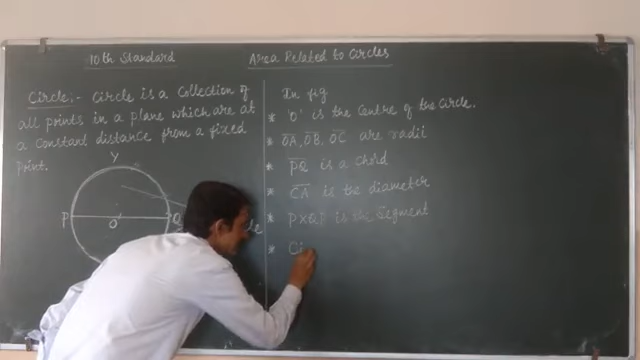 10th Standard
Area Related to Circles
Circle:- Circle is a Collection of
all points in a plane which are at
a constant distance from a fixed
point.
Y
P
O
Q
In fig
* 'O' is the Centre of the Circle.
* OA, OB, OC are radii
* PQ is a Chord
* CA is the diameter
* PXQP is the Segment
*